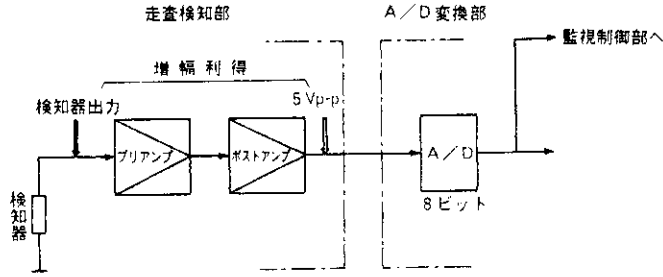 走査検知部
A/D変換部
監視制御部へ
増幅利得
検知器出力
5 Vp-p
プリアンプ
ポストアンプ
A/D
8ビット
検知器